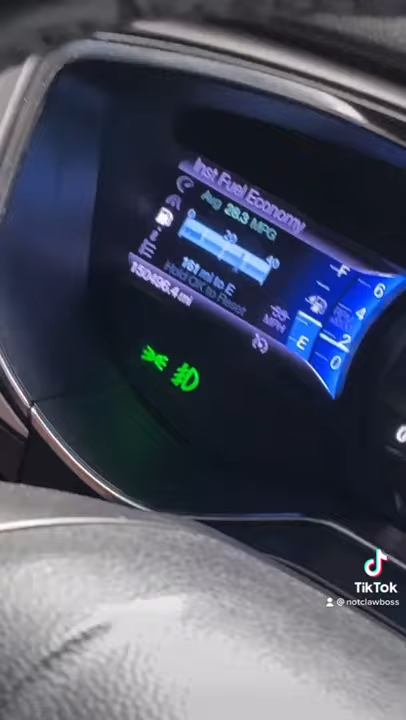 Inst Fuel Economy
Avg 28.3 MPG
0 20 40
161 mi to E
Hold OK to Reset
150496.4 mi
MPH
F
E
6
4
2
0
TikTok
@notclawboss